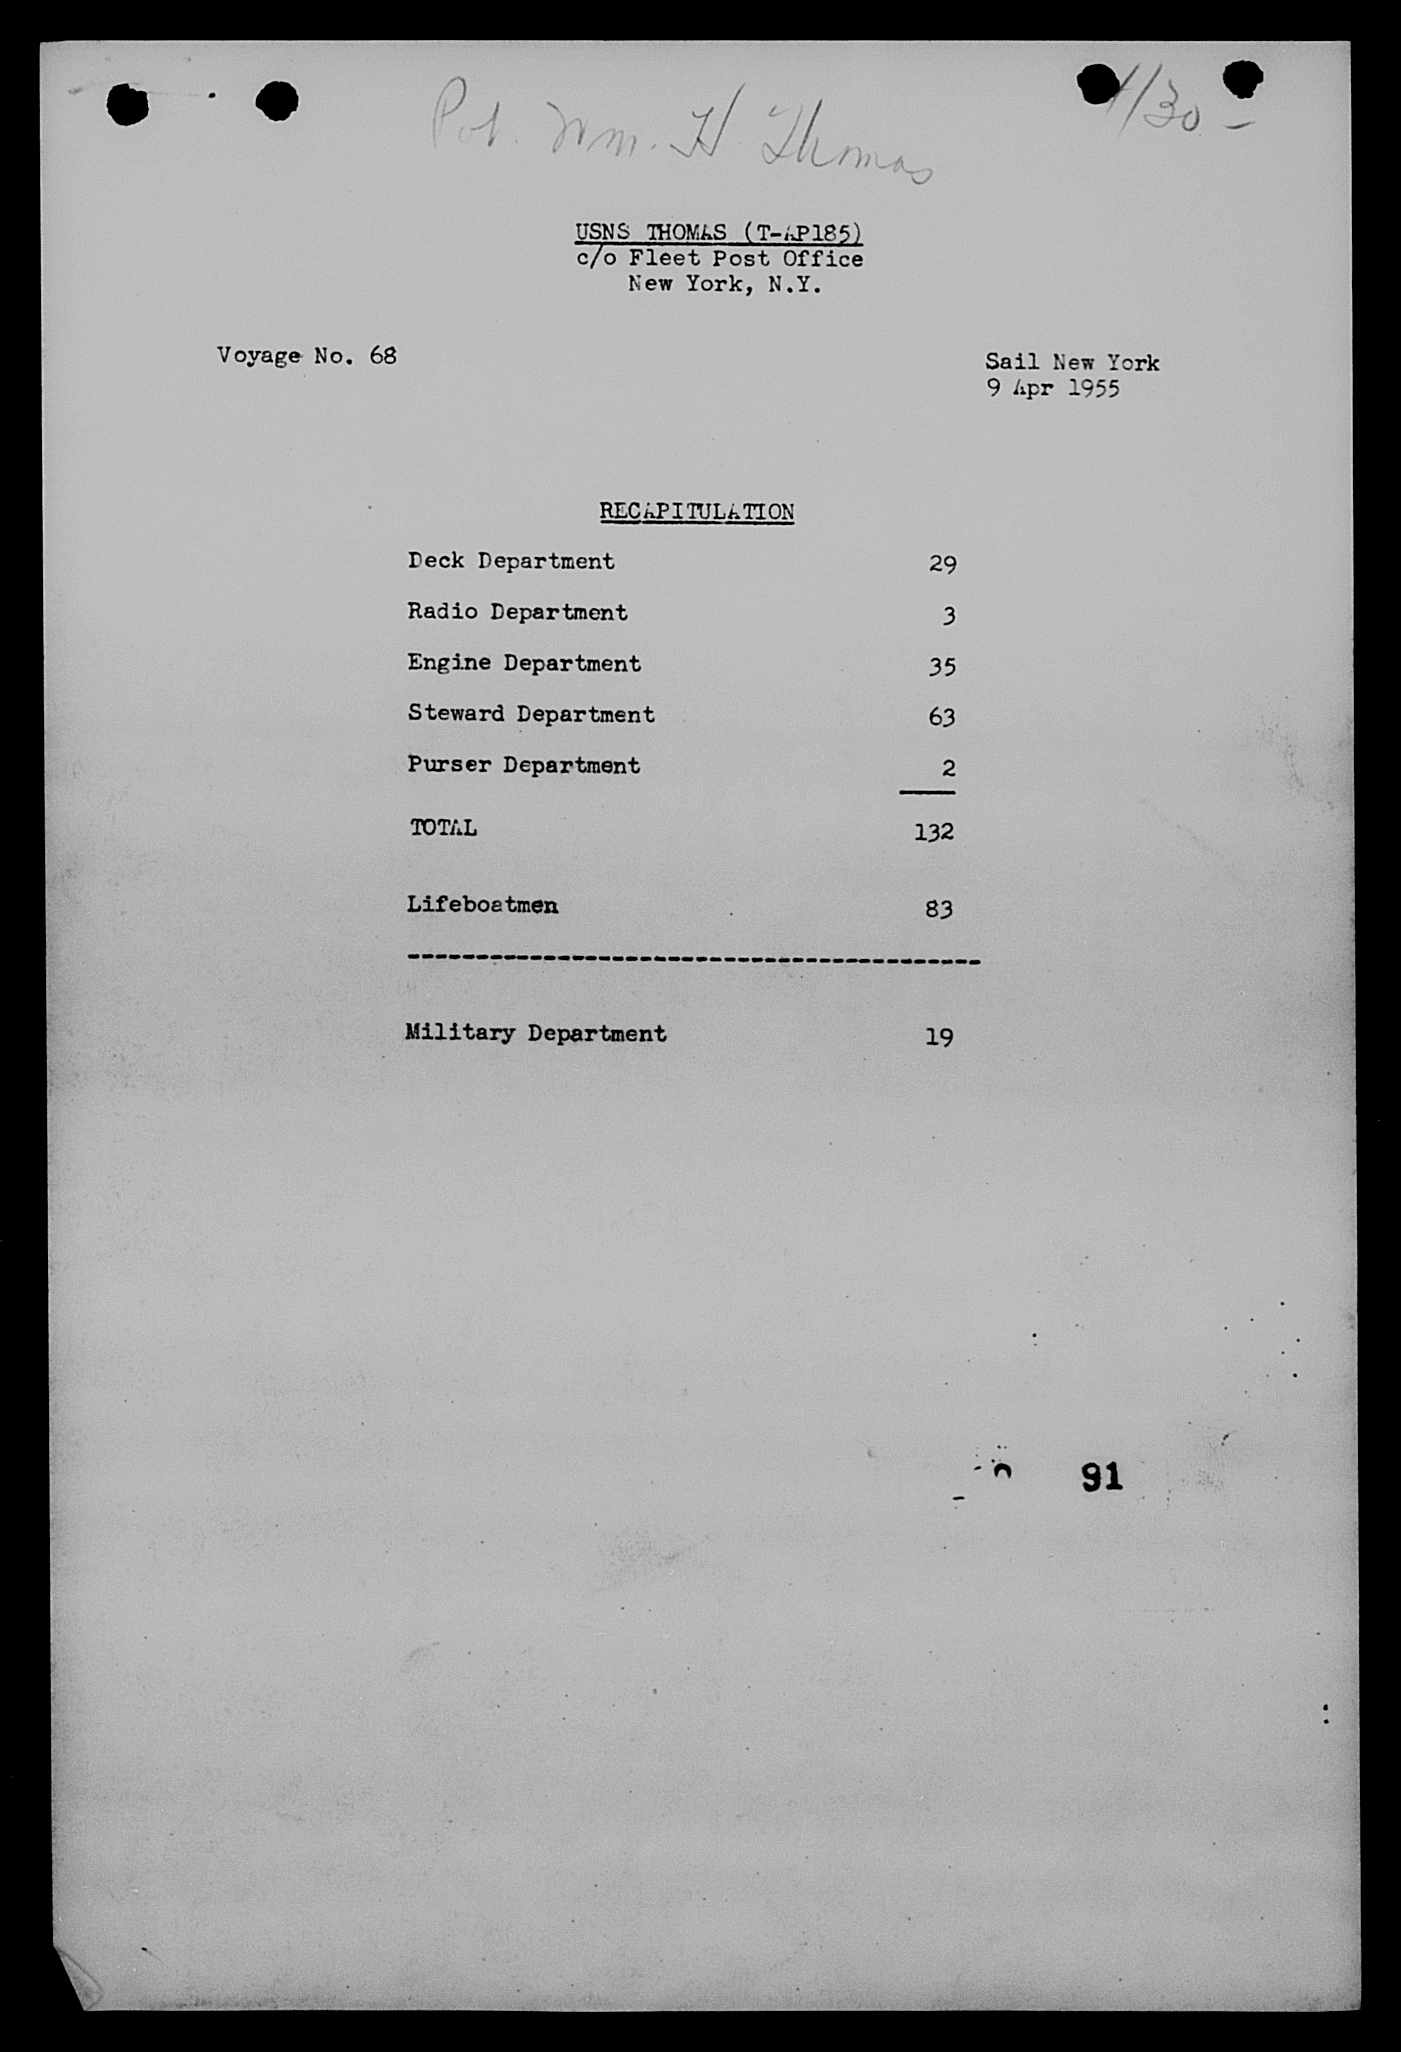 Pvt. Wm. H Thomas
4/30 -
USNS THOMAS (T-AP185)
c/o Fleet Post Office
New York, N.Y.
Voyage No. 68
Sail New York
9 Apr 1955
RECAPITULATION
Deck Department 29
Radio Department 3
Engine Department 35
Steward Department 63
Purser Department 2
TOTAL 132
Lifeboatmen 83
---------------------------------------------
Military Department 19
91